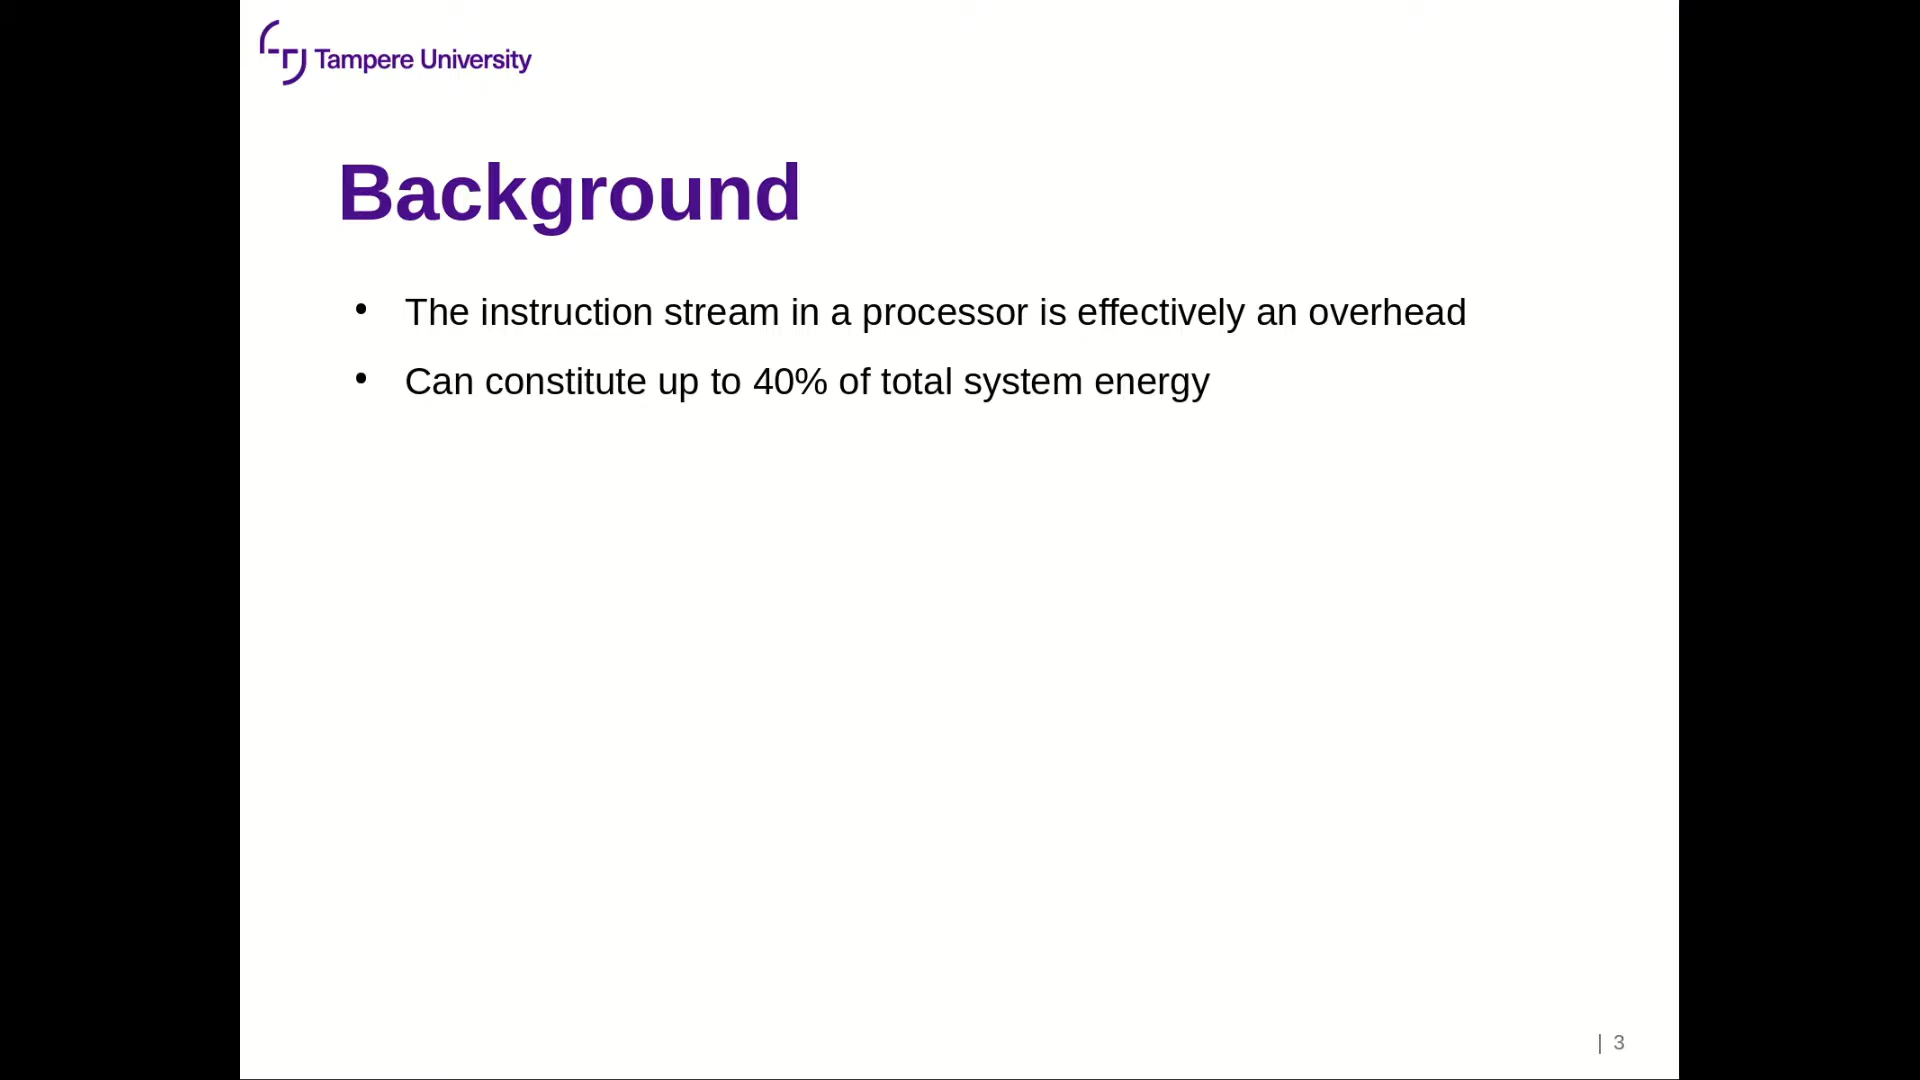 Tampere University
Background
• The instruction stream in a processor is effectively an overhead
• Can constitute up to 40% of total system energy
| 3